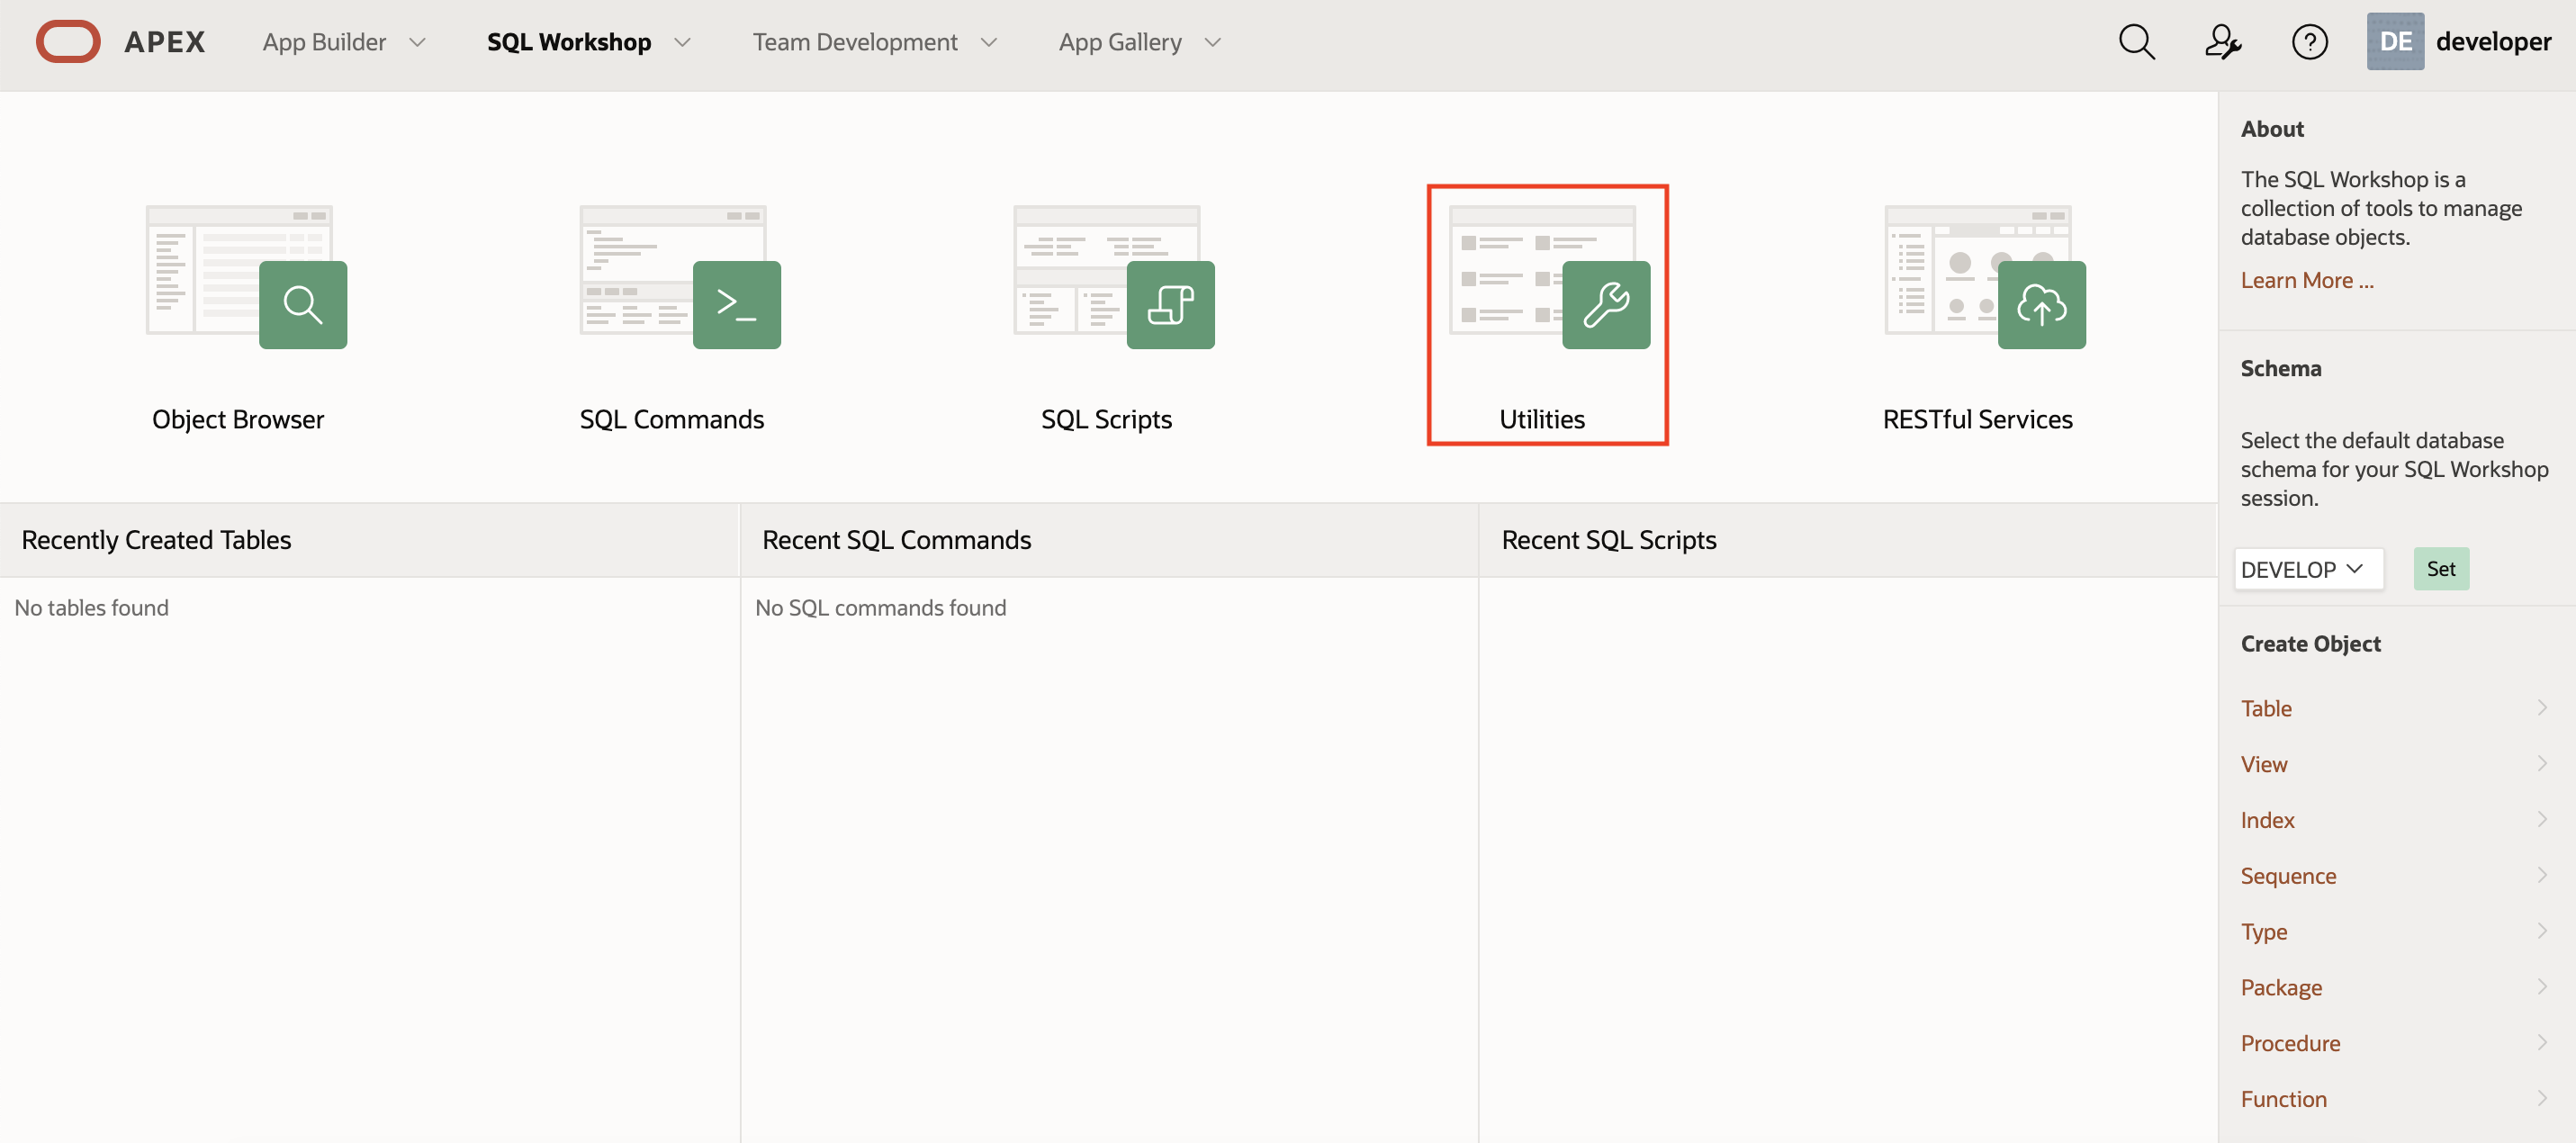 APEX
App Builder
SQL Workshop
Team Development
App Gallery
DE developer
Object Browser
SQL Commands
SQL Scripts
Utilities
RESTful Services
Recently Created Tables
No tables found
Recent SQL Commands
No SQL commands found
Recent SQL Scripts
About
The SQL Workshop is a
collection of tools to manage
database objects.
Learn More ...
Schema
Select the default database
schema for your SQL Workshop
session.
DEVELOP
Set
Create Object
Table
View
Index
Sequence
Type
Package
Procedure
Function